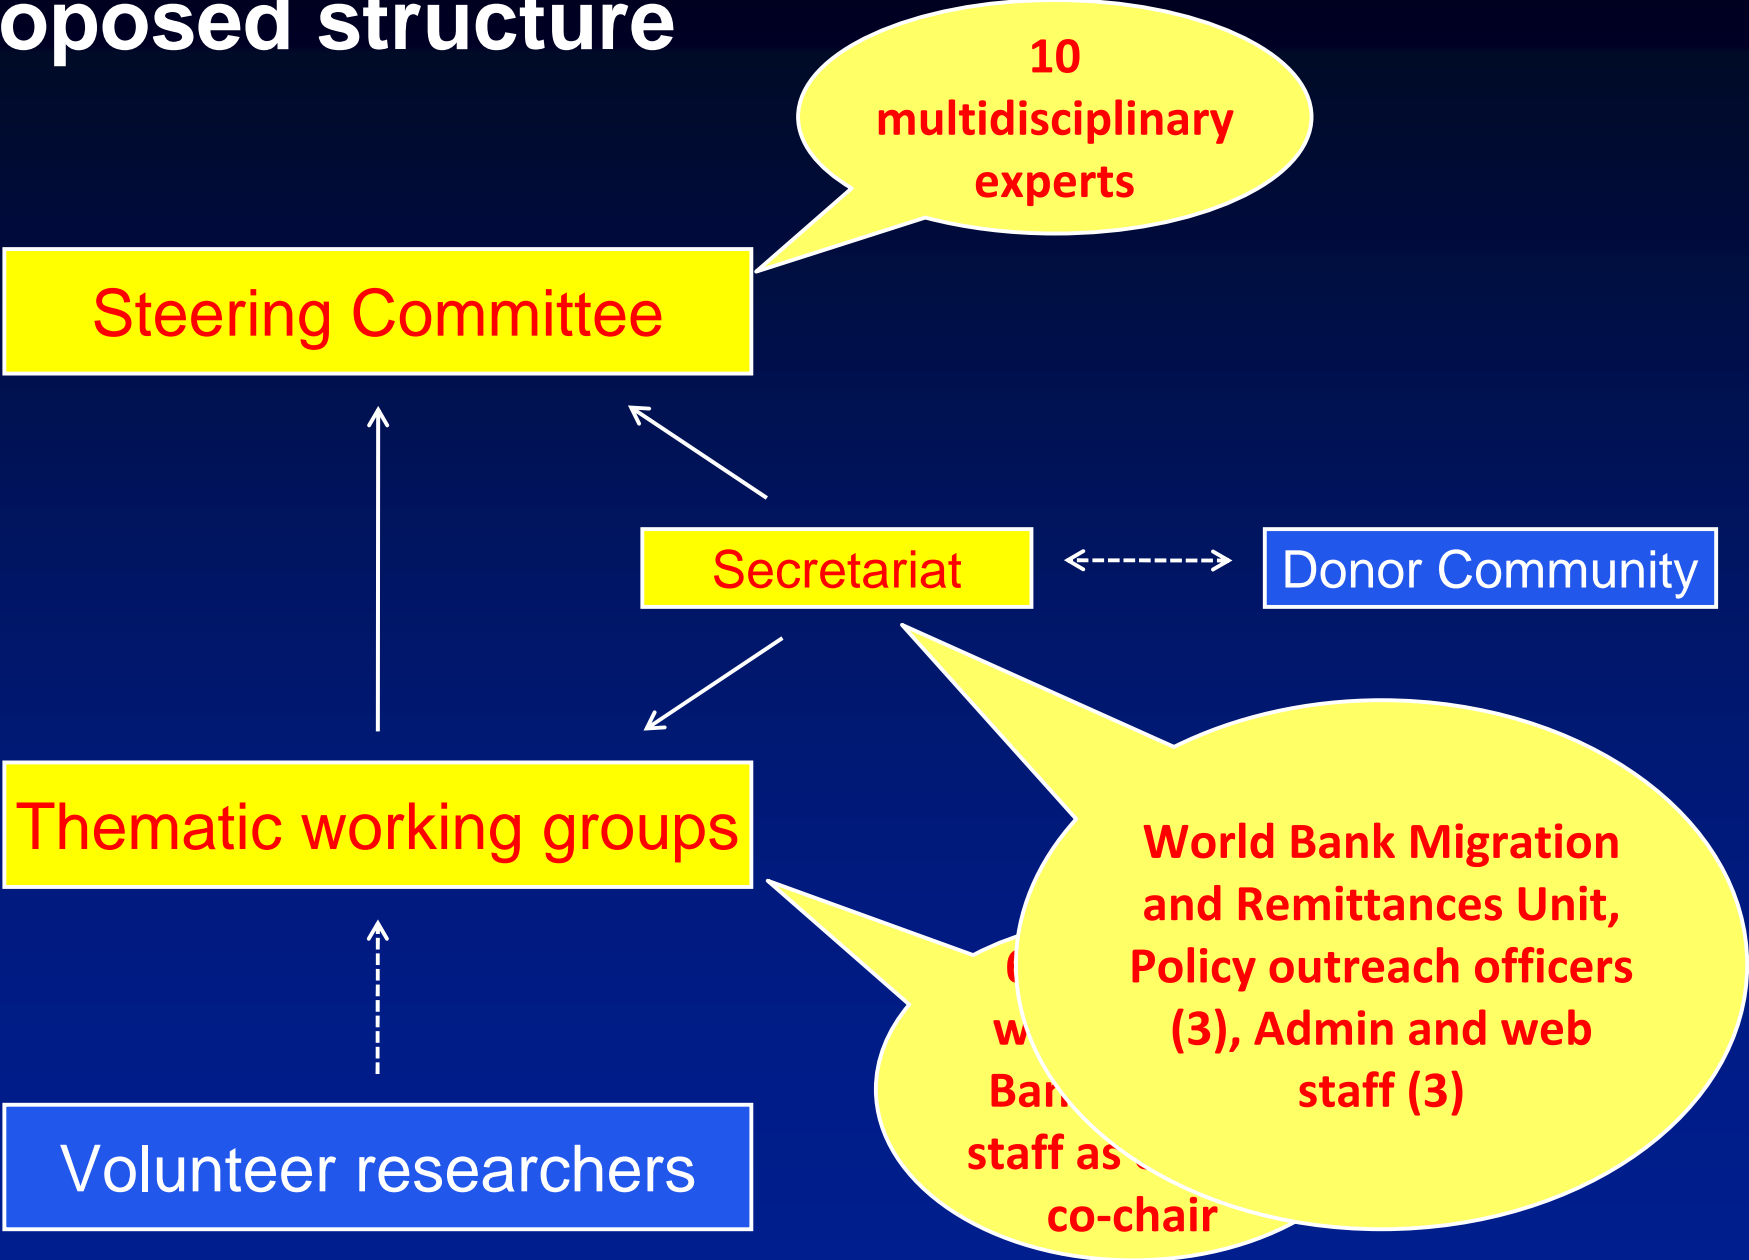 oposed structure
10
multidisciplinary
experts
Steering Committee
Secretariat
Donor Community
Thematic working groups
World Bank Migration
and Remittances Unit,
Policy outreach officers
(3), Admin and web
staff (3)
staff as
co-chair
Volunteer researchers